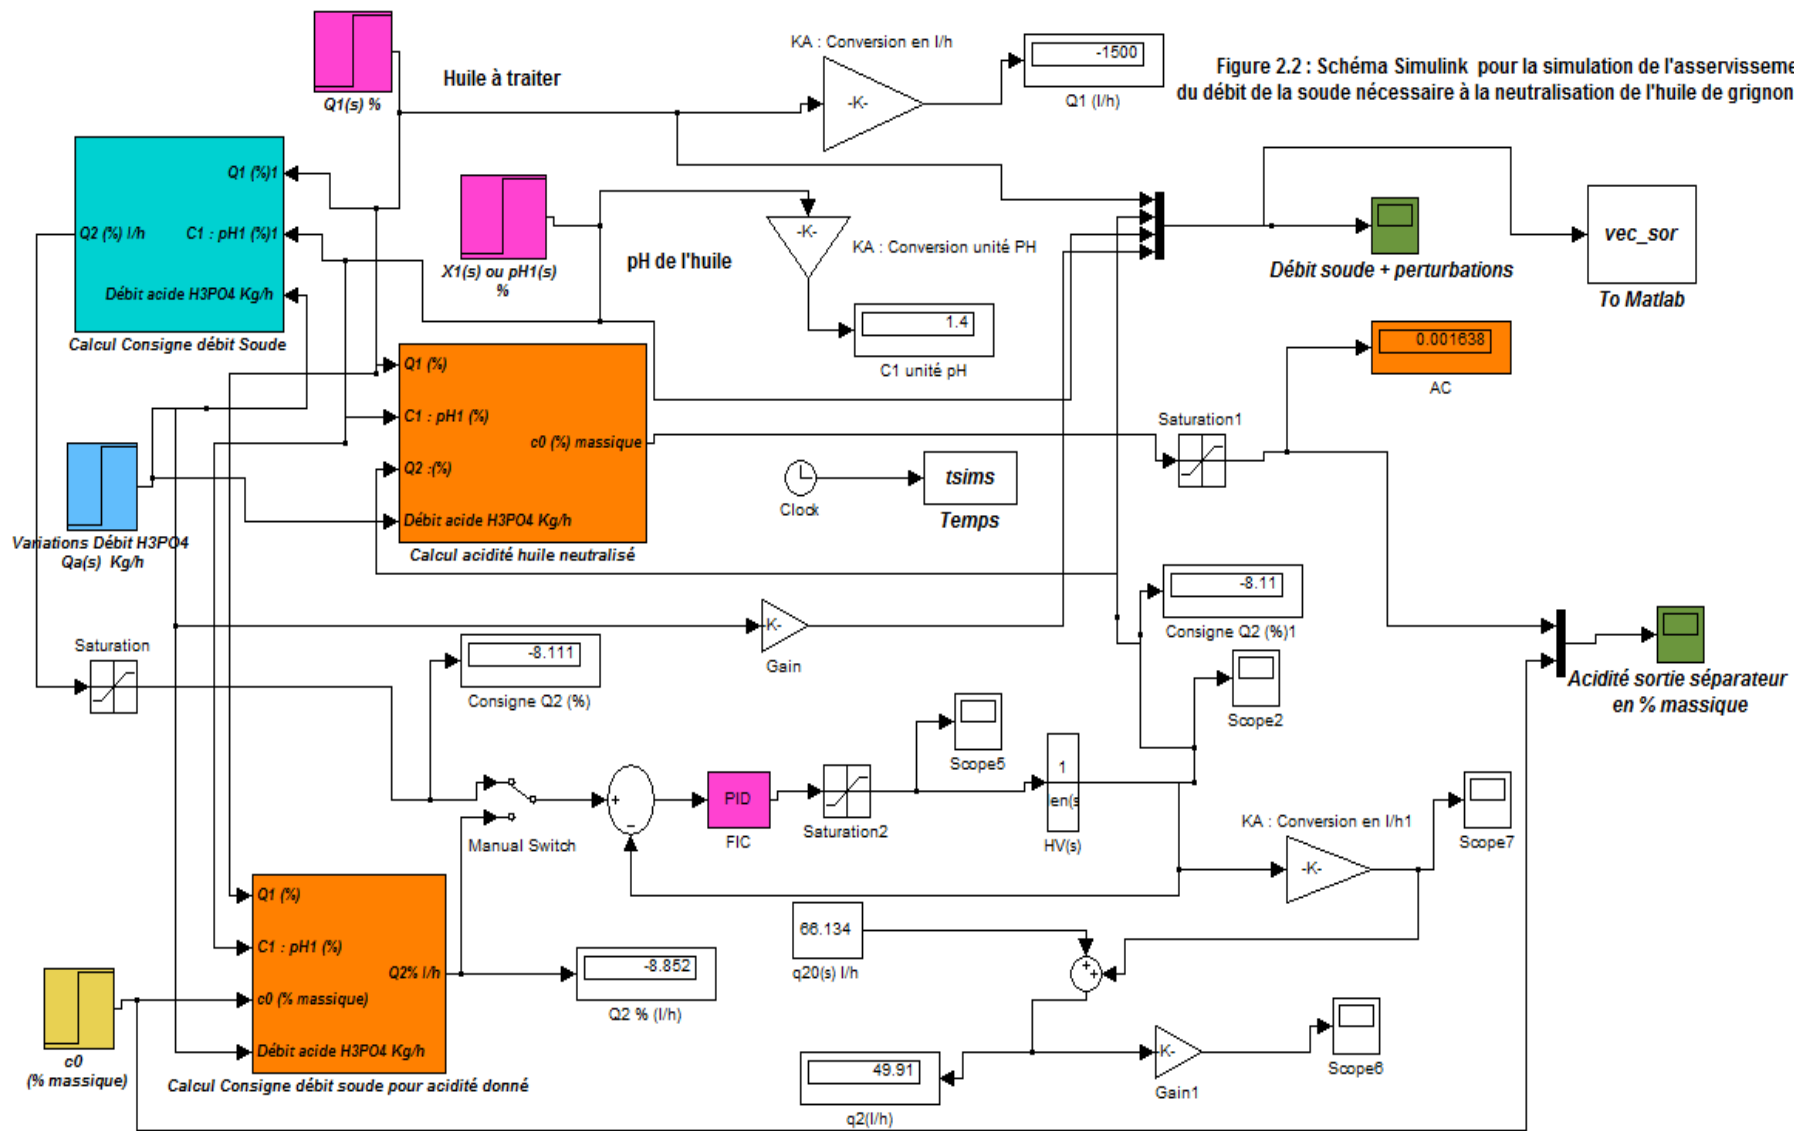 Q1(s) %
Huile à traiter
KA : Conversion en l/h
-K-
-1500
Q1 (l/h)
Figure 2.2 : Schéma Simulink pour la simulation de l'asservisseme
du débit de la soude nécessaire à la neutralisation de l'huile de grignon
Q1 (%)1
Q2 (%) l/h
C1 : pH1 (%)1
Débit acide H3PO4 Kg/h
Calcul Consigne débit Soude
X1(s) ou pH1(s)
%
pH de l'huile
-K-
KA : Conversion unité PH
1.4
C1 unité pH
Débit soude + perturbations
vec_sor
To Matlab
0.001638
AC
Q1 (%)
C1 : pH1 (%)
c0 (%) massique
Q2 :(%)
Débit acide H3PO4 Kg/h
Calcul acidité huile neutralisé
Variations Débit H3PO4
Qa(s) Kg/h
Clock
tsims
Temps
Saturation1
Saturation
-8.111
Consigne Q2 (%)
K-
Gain
-8.11
Consigne Q2 (%)1
Scope2
Acidité sortie séparateur
en % massique
Manual Switch
+
−
PID
FIC
Saturation2
Scope5
1
len(s
HV(s)
KA : Conversion en l/h1
-K-
Scope7
Q1 (%)
C1 : pH1 (%)
Q2% l/h
c0 (% massique)
Débit acide H3PO4 Kg/h
Calcul Consigne débit soude pour acidité donné
c0
(% massique)
-8.852
Q2 % (l/h)
66.134
q20(s) l/h
+
+
49.91
q2(l/h)
K-
Gain1
Scope6